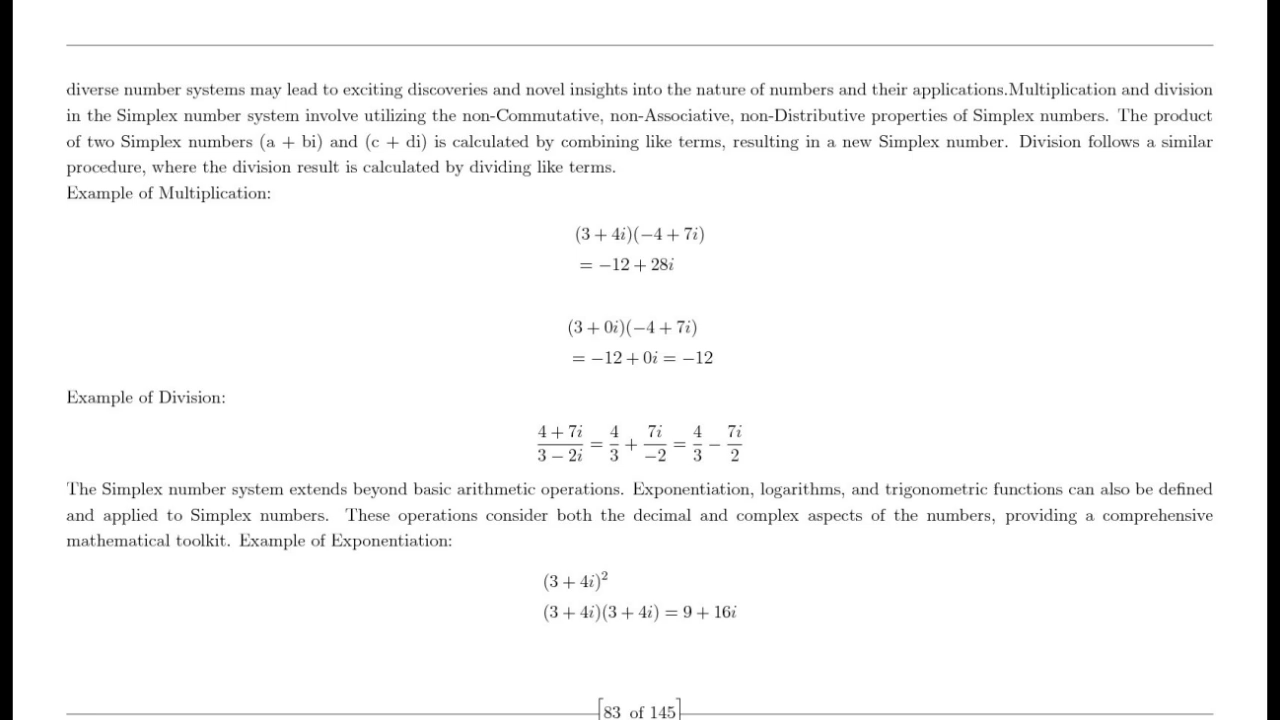 diverse number systems may lead to exciting discoveries and novel insights into the nature of numbers and their applications.Multiplication and division
in the Simplex number system involve utilizing the non-Commutative, non-Associative, non-Distributive properties of Simplex numbers. The product
of two Simplex numbers (a + bi) and (c + di) is calculated by combining like terms, resulting in a new Simplex number. Division follows a similar
procedure, where the division result is calculated by dividing like terms.
Example of Multiplication:
(3 + 4i)(−4 + 7i)
= −12 + 28i
(3 + 0i)(−4 + 7i)
= −12 + 0i = −12
Example of Division:
\frac{4 + 7i}{3 − 2i} = \frac{4}{3} + \frac{7i}{−2} = \frac{4}{3} − \frac{7i}{2}
The Simplex number system extends beyond basic arithmetic operations. Exponentiation, logarithms, and trigonometric functions can also be defined
and applied to Simplex numbers. These operations consider both the decimal and complex aspects of the numbers, providing a comprehensive
mathematical toolkit. Example of Exponentiation:
(3 + 4i)²
(3 + 4i)(3 + 4i) = 9 + 16i
[83 of 145]